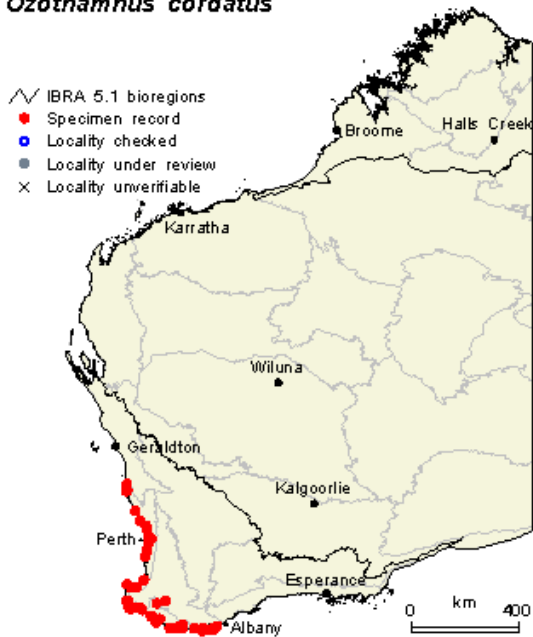 Ozothamnus cordatus
IBRA 5.1 bioregions
Specimen record
Locality checked
Locality under review
Locality unverifiable
Broome
Halls Creek
Karratha
Wiluna
Geraldton
Kalgoorlie
Perth
Esperance
Albany
km
0 400